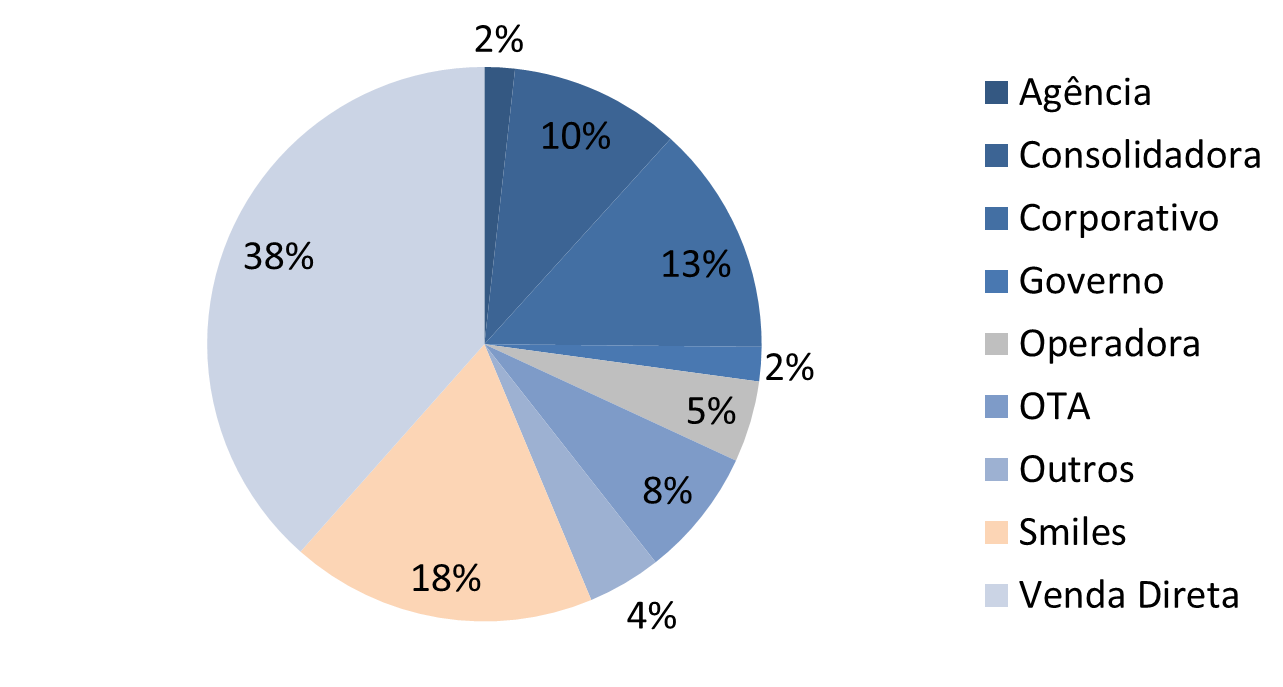 2%
10%
13%
2%
5%
8%
4%
18%
38%
Agência
Consolidadora
Corporativo
Governo
Operadora
OTA
Outros
Smiles
Venda Direta